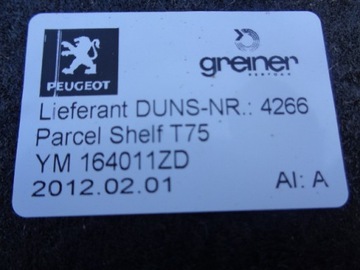 PEUGEOT
greiner
Lieferant DUNS-NR.: 4266
Parcel Shelf T75
YM 164011ZD
2012.02.01 AI: A